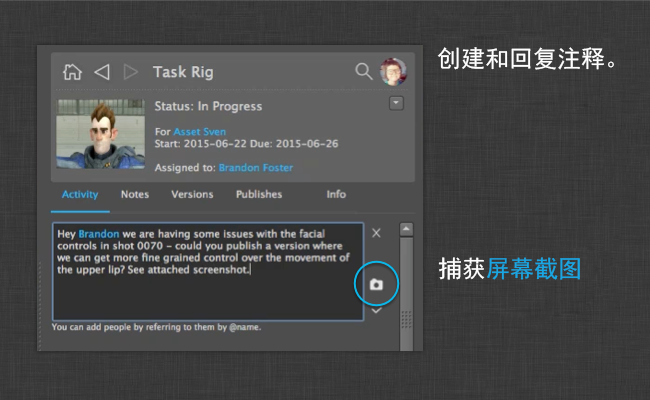 创建和回复注释。
Task Rig
Status: In Progress
For Asset Sven
Start: 2015-06-22 Due: 2015-06-26
Assigned to: Brandon Foster
Activity Notes Versions Publishes Info
Hey Brandon we are having some issues with the facial
controls in shot 0070 – could you publish a version where
we can get more fine grained control over the movement of
the upper lip? See attached screenshot.
捕获屏幕截图
You can add people by referring to them by @name.